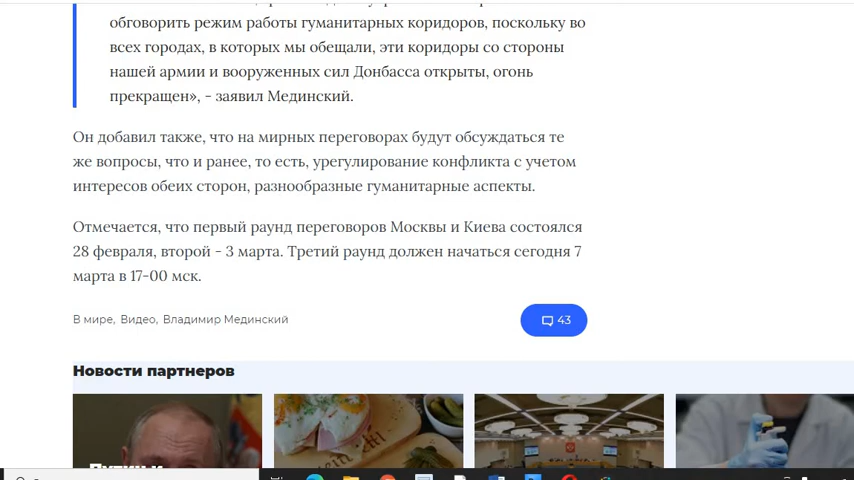 обговорить режим работы гуманитарных коридоров, поскольку во
всех городах, в которых мы обещали, эти коридоры со стороны
нашей армии и вооруженных сил Донбасса открыты, огонь
прекращен», - заявил Мединский.
Он добавил также, что на мирных переговорах будут обсуждаться те
же вопросы, что и ранее, то есть, урегулирование конфликта с учетом
интересов обеих сторон, разнообразные гуманитарные аспекты.
Отмечается, что первый раунд переговоров Москвы и Киева состоялся
28 февраля, второй - 3 марта. Третий раунд должен начаться сегодня 7
марта в 17-00 мск.
В мире, Видео, Владимир Мединский
43
Новости партнеров